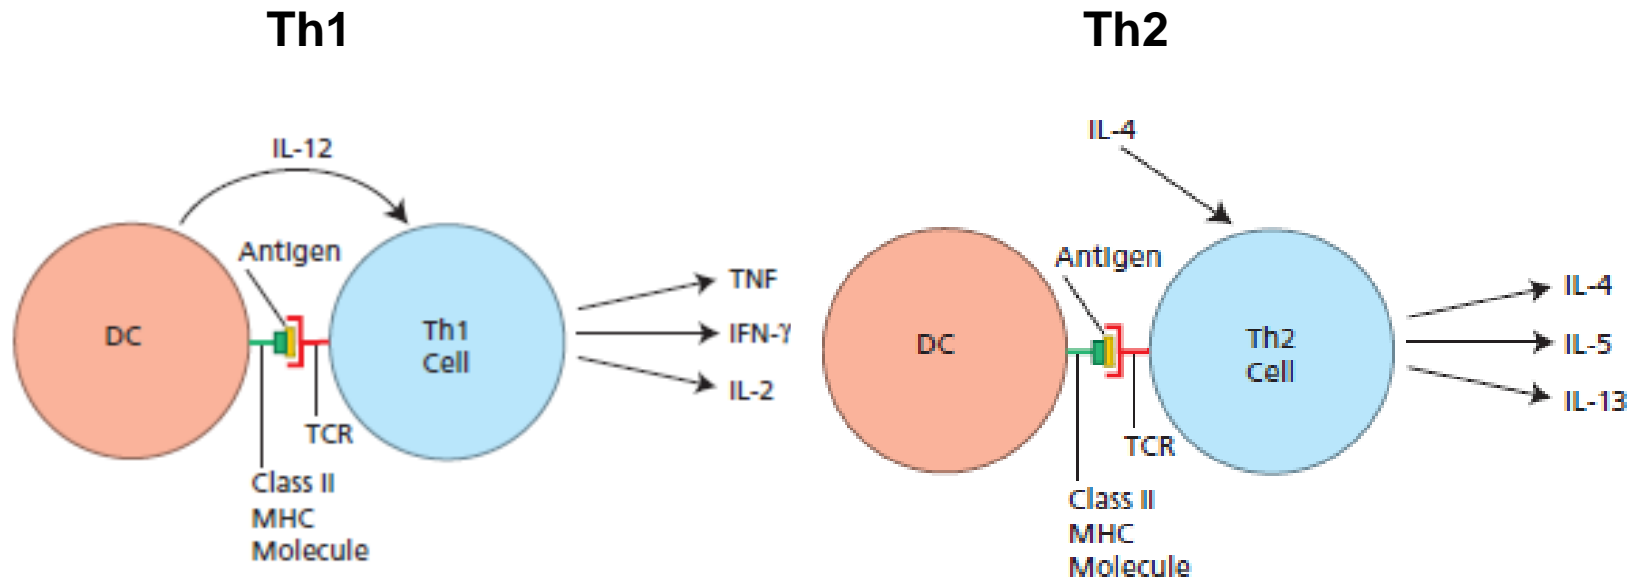 Th1
IL-12
Antigen
DC
Th1
Cell
TNF
IFN-γ
IL-2
TCR
Class II
MHC
Molecule
Th2
IL-4
Antigen
DC
Th2
Cell
IL-4
IL-5
IL-13
TCR
Class II
MHC
Molecule